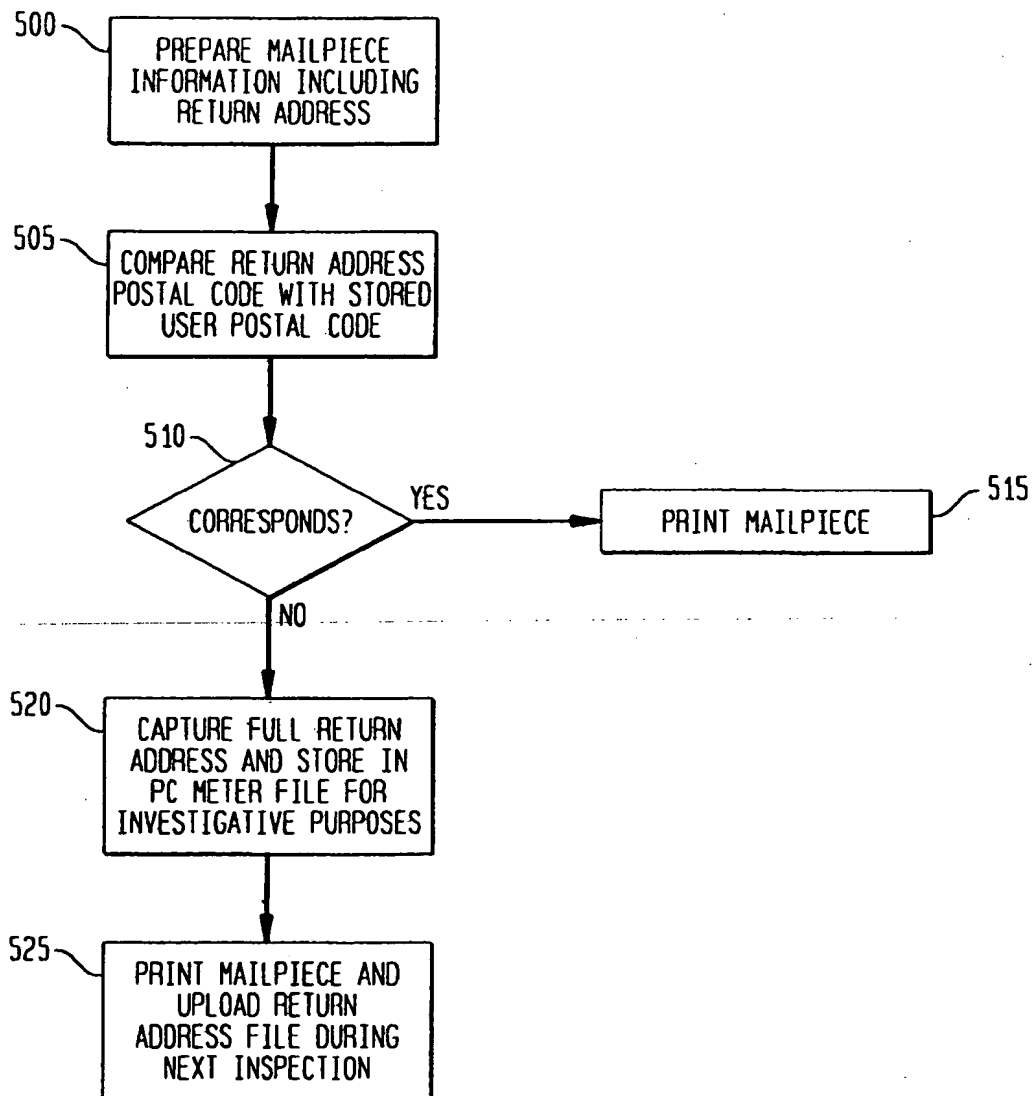 500
PREPARE MAILPIECE
INFORMATION INCLUDING
RETURN ADDRESS
505
COMPARE RETURN ADDRESS
POSTAL CODE WITH STORED
USER POSTAL CODE
510
CORRESPONDS?
YES
PRINT MAILPIECE
515
NO
520
CAPTURE FULL RETURN
ADDRESS AND STORE IN
PC METER FILE FOR
INVESTIGATIVE PURPOSES
525
PRINT MAILPIECE AND
UPLOAD RETURN
ADDRESS FILE DURING
NEXT INSPECTION